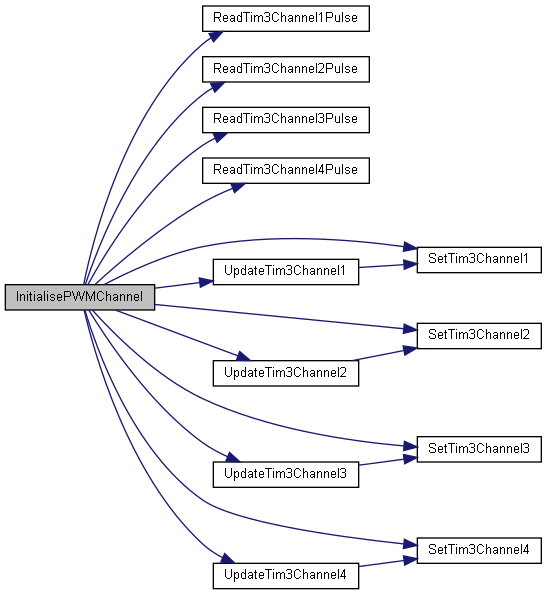 ReadTim3Channel1Pulse
ReadTim3Channel2Pulse
ReadTim3Channel3Pulse
ReadTim3Channel4Pulse
SetTim3Channel1
UpdateTim3Channel1
InitialisePWMChannel
SetTim3Channel2
UpdateTim3Channel2
SetTim3Channel3
UpdateTim3Channel3
SetTim3Channel4
UpdateTim3Channel4